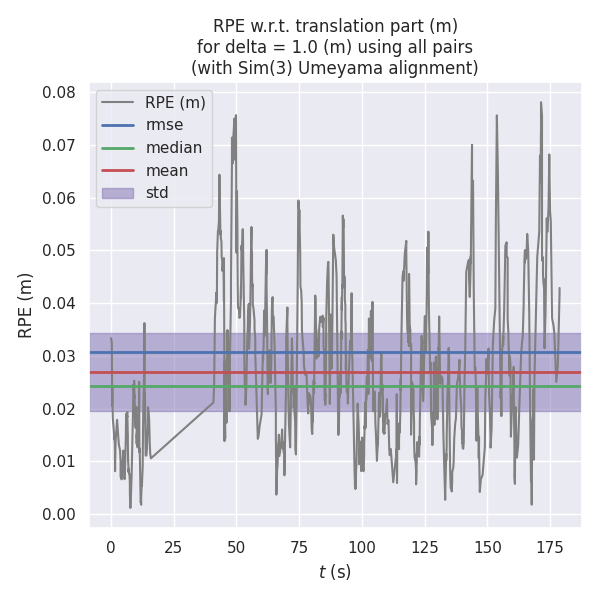 RPE w.r.t. translation part (m)
for delta = 1.0 (m) using all pairs
(with Sim(3) Umeyama alignment)
RPE (m)
rmse
median
mean
std
0.08
0.07
0.06
0.05
0.04
0.03
0.02
0.01
0.00
RPE (m)
0 25 50 75 100 125 150 175
t (s)